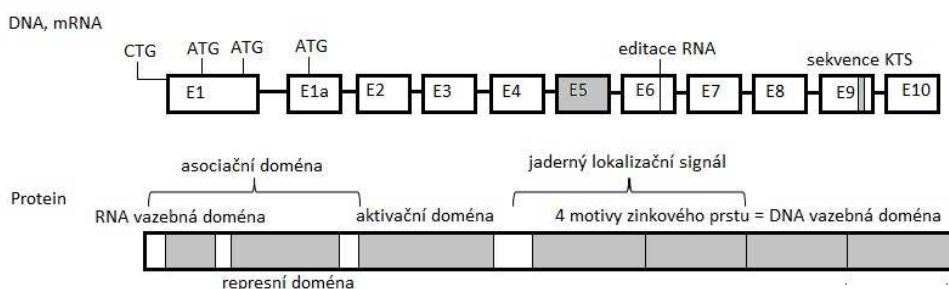 DNA, mRNA
CTG ATG ATG ATG editace RNA sekvence KTS
E1 E1a E2 E3 E4 E5 E6 E7 E8 E9 E10
asociační doména jaderný lokalizační signál
Protein
RNA vazebná doména aktivační doména 4 motivy zinkového prstu = DNA vazebná doména
represní doména